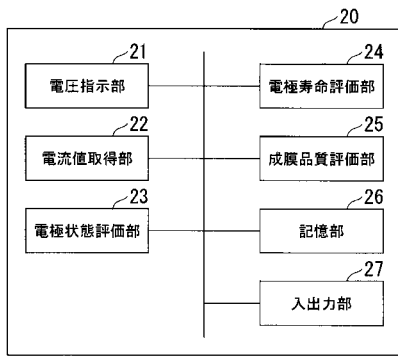 20
21
電圧指示部
24
電極寿命評価部
22
電流値取得部
25
成膜品質評価部
23
電極状態評価部
26
記憶部
27
入出力部